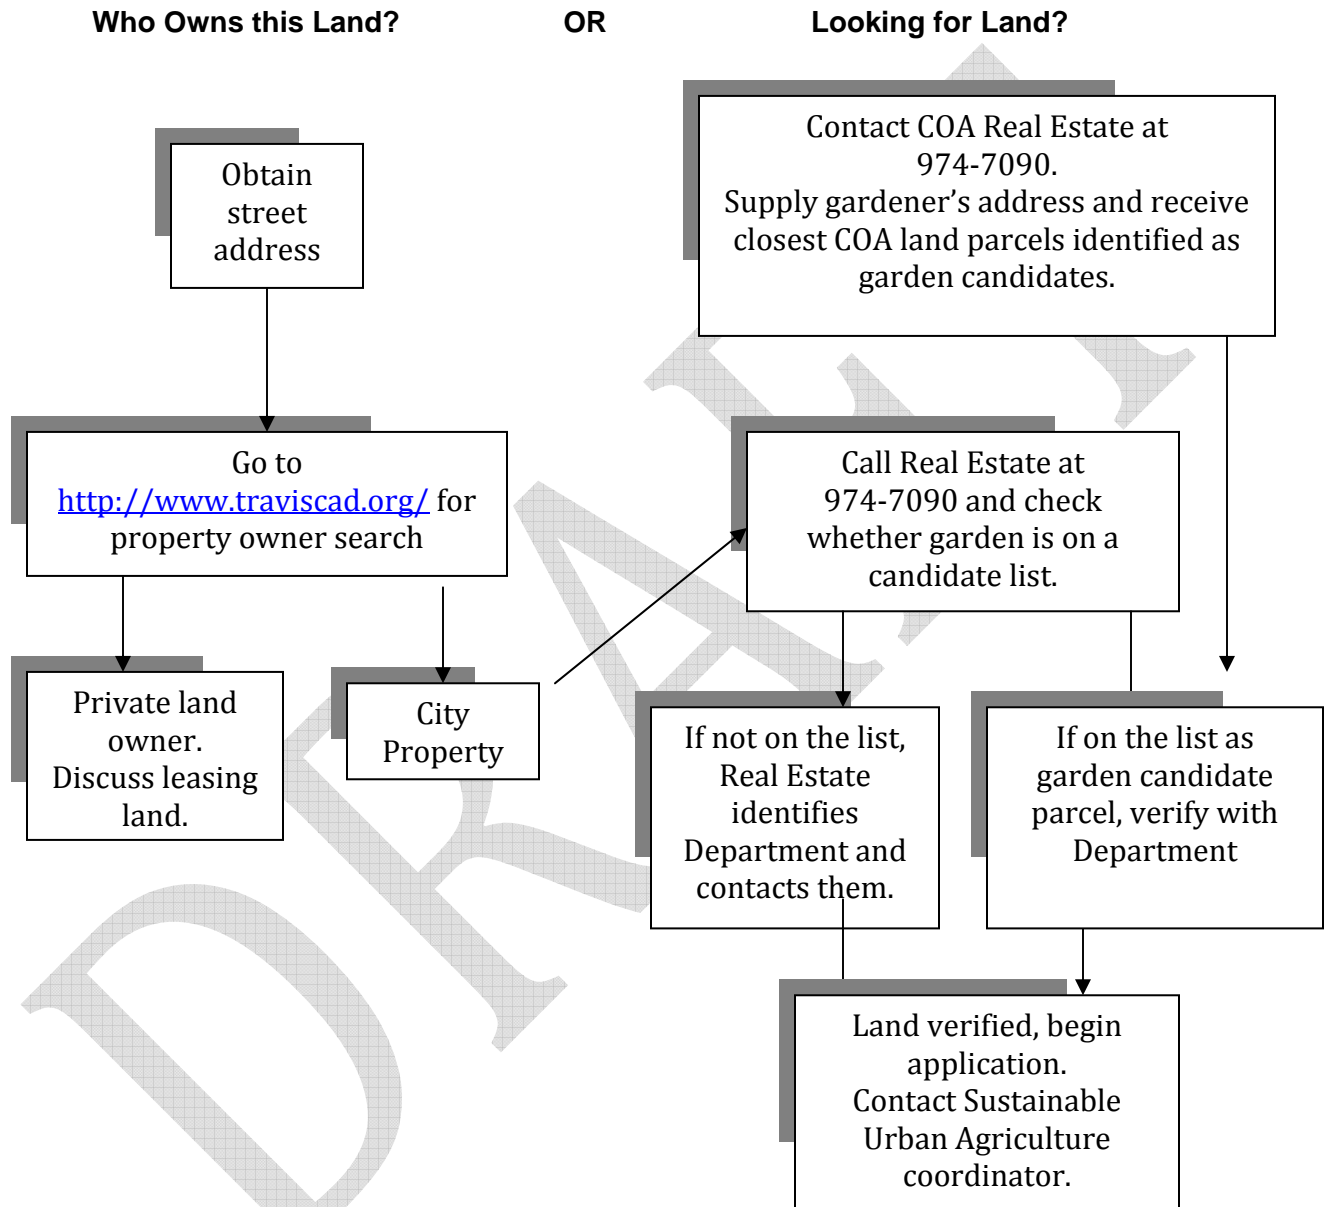 Who Owns this Land? OR Looking for Land?
Obtain
street
address
Go to
http://www.traviscad.org/ for
property owner search
Private land
owner.
Discuss leasing
land.
City
Property
Contact COA Real Estate at
974-7090.
Supply gardener’s address and receive
closest COA land parcels identified as
garden candidates.
Call Real Estate at
974-7090 and check
whether garden is on a
candidate list.
If not on the list,
Real Estate
identifies
Department and
contacts them.
If on the list as
garden candidate
parcel, verify with
Department
Land verified, begin
application.
Contact Sustainable
Urban Agriculture
coordinator.
DRAFT